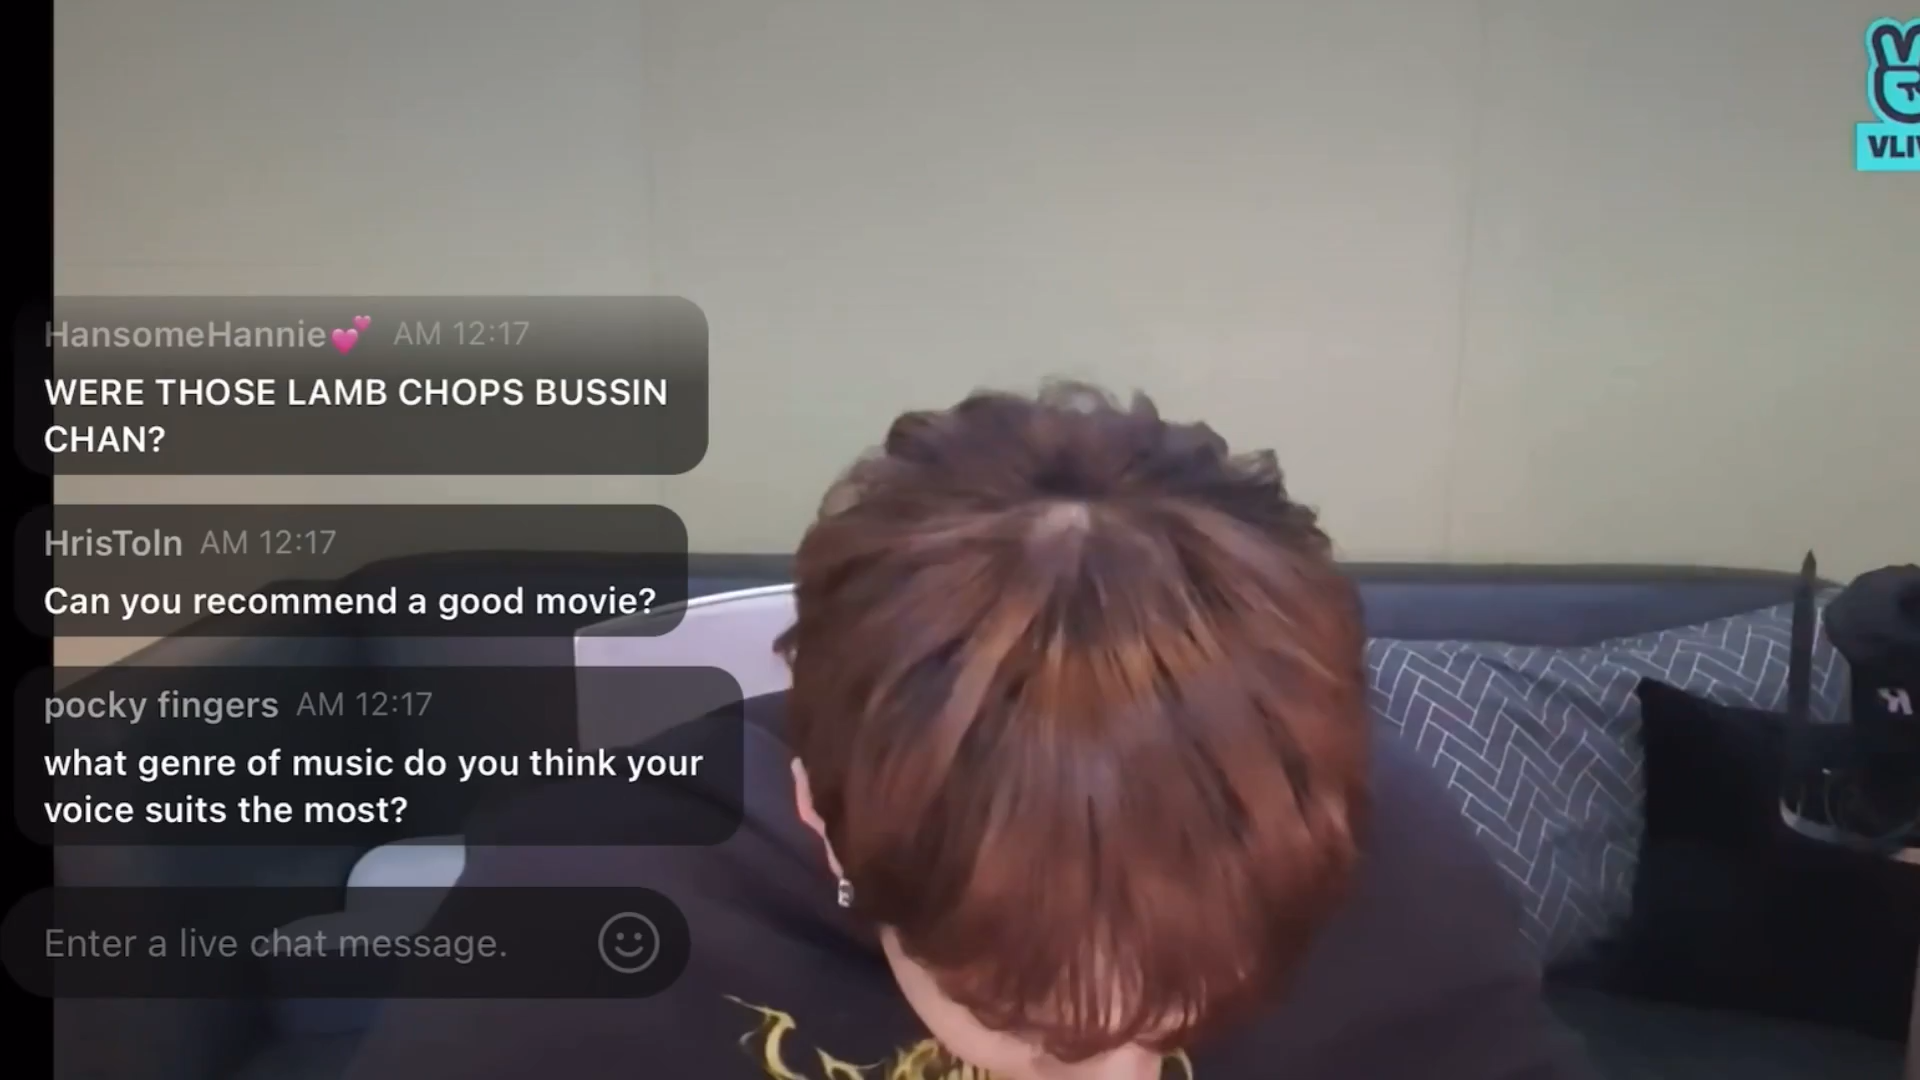 HansomeHannie💕 AM 12:17
WERE THOSE LAMB CHOPS BUSSIN
CHAN?
HrisToln AM 12:17
Can you recommend a good movie?
pocky fingers AM 12:17
what genre of music do you think your
voice suits the most?
Enter a live chat message.
VLIV